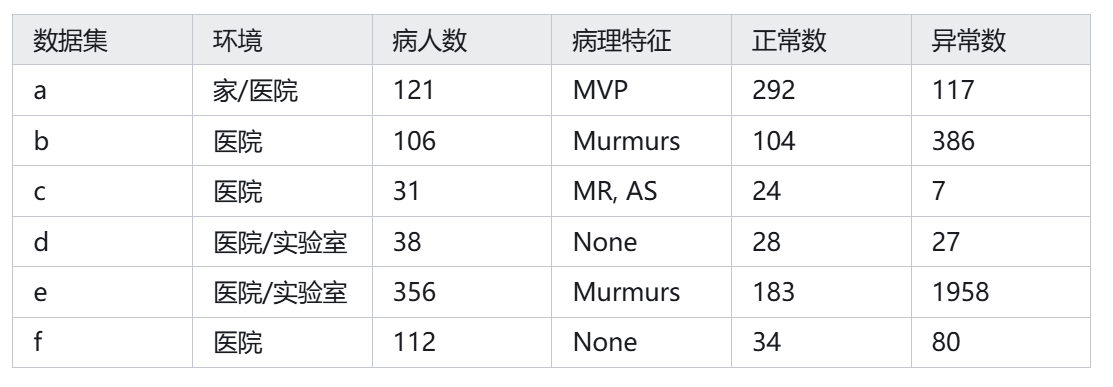 数据集 环境 病人数 病理特征 正常数 异常数
a 家/医院 121 MVP 292 117
b 医院 106 Murmurs 104 386
c 医院 31 MR, AS 24 7
d 医院/实验室 38 None 28 27
e 医院/实验室 356 Murmurs 183 1958
f 医院 112 None 34 80